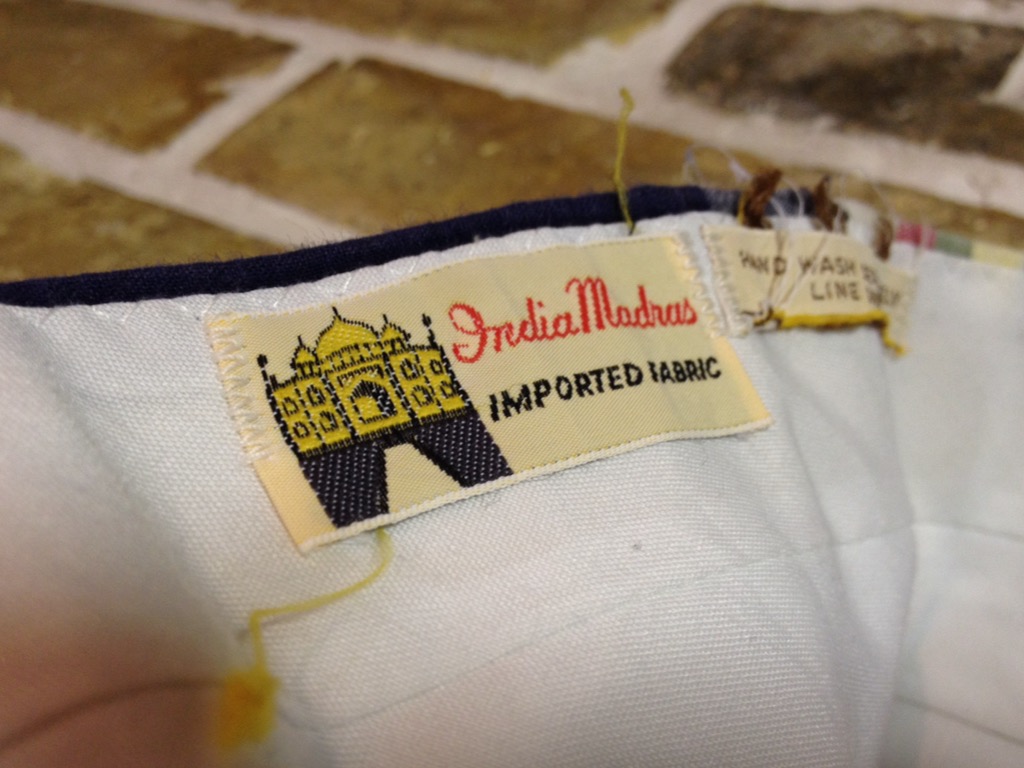 India Madras
IMPORTED FABRIC
HAND WASH
LINE